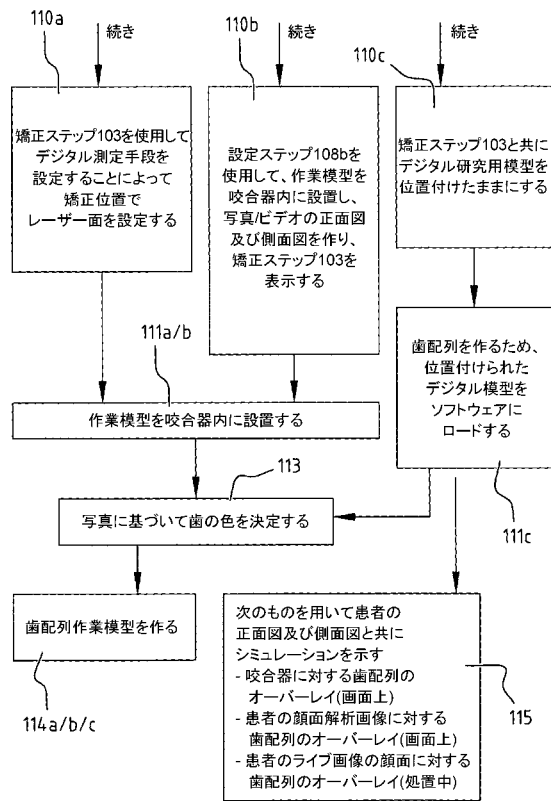 110a
続き
110b
続き
110c
続き
矯正ステップ103を使用して
デジタル測定手段を
設定することによって
矯正位置で
レーザー面を設定する
設定ステップ108bを
使用して、作業模型を
咬合器内に設置し、
写真/ビデオの正面図
及び側面図を作り、
矯正ステップ103を
表示する
矯正ステップ103と共に
デジタル研究用模型を
位置付けたままにする
111a/b
作業模型を咬合器内に設置する
歯配列を作るため、
位置付けられた
デジタル模型を
ソフトウェアに
ロードする
111c
113
写真に基づいて歯の色を決定する
歯配列作業模型を作る
114a/b/c
次のものを用いて患者の
正面図及び側面図と共に
シミュレーションを示す
- 咬合器に対する歯配列の
オーバーレイ(画面上)
- 患者の顔面解析画像に対する
歯配列のオーバーレイ(画面上)
- 患者のライブ画像の顔面に対する
歯配列のオーバーレイ(処置中)
115